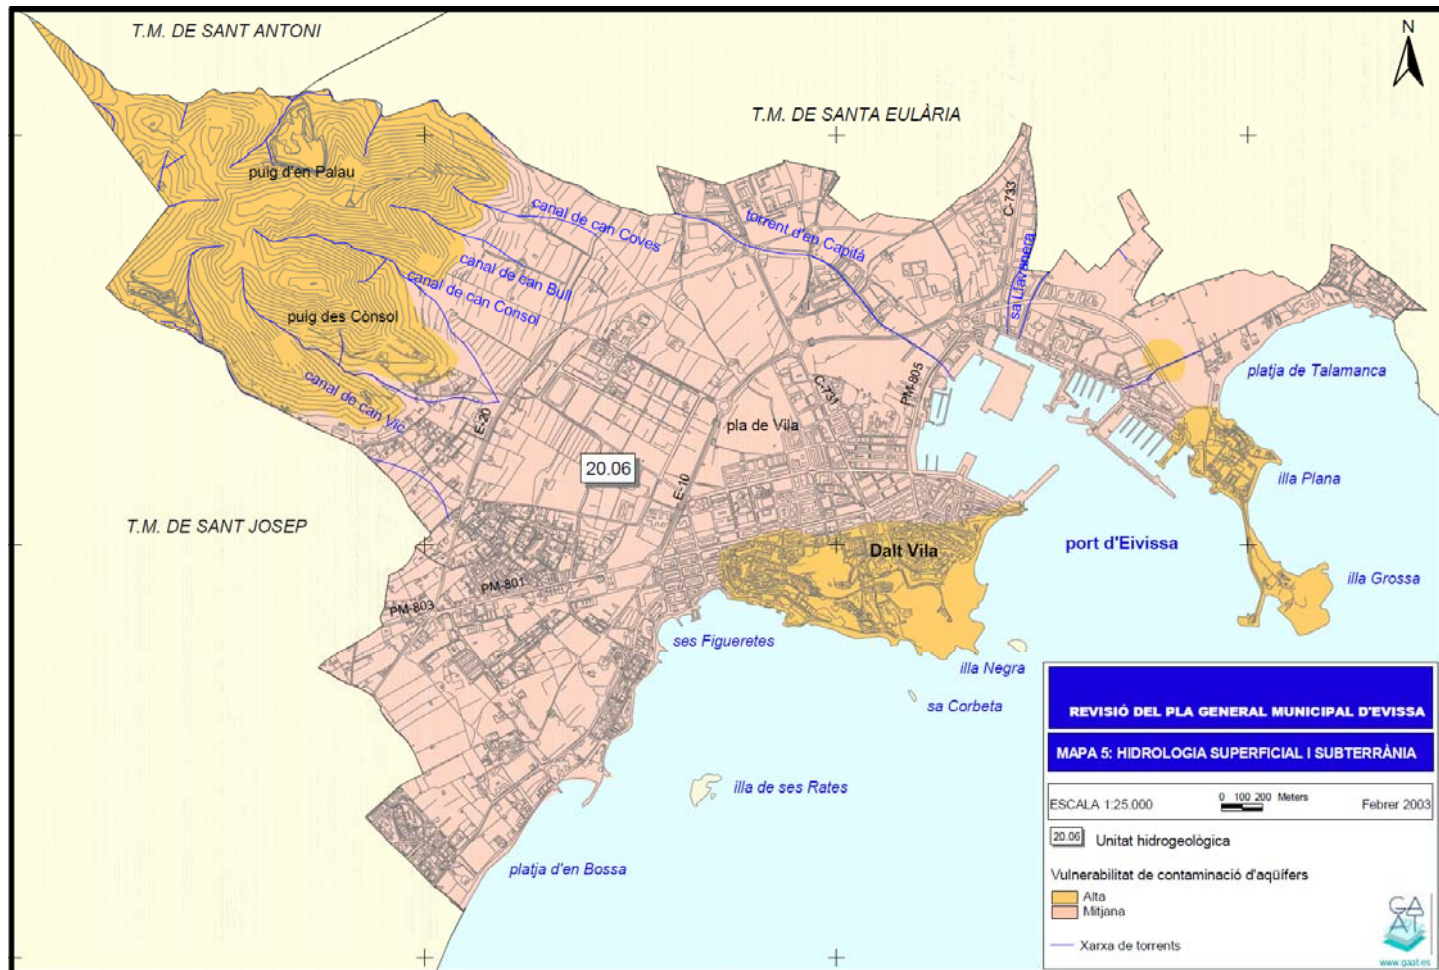 T.M. DE SANT ANTONI
N
T.M. DE SANTA EULÀRIA
puig d'en Palau
C-733
canal de can Coves
torrent d'en Capità
sa Llavanera
canal de can Bull
canal de can Consol
puig des Cònsol
platja de Talamanca
canal de can Vic
C-731
PM-805
E-20
pla de Vila
20.06
E-10
illa Plana
T.M. DE SANT JOSEP
Dalt Vila
port d'Eivissa
illa Grossa
PM-801
PM-803
ses Figueretes
illa Negra
sa Corbeta
illa de ses Rates
platja d'en Bossa
REVISIÓ DEL PLA GENERAL MUNICIPAL D'EVISSA
MAPA 5: HIDROLOGIA SUPERFICIAL I SUBTERRÀNIA
ESCALA 1:25.000
0 100 200 Meters
Febrer 2003
20.06 Unitat hidrogeològica
Vulnerabilitat de contaminació d'aqüífers
Alta
Mitjana
Xarxa de torrents
GAAT
www.gaat.es